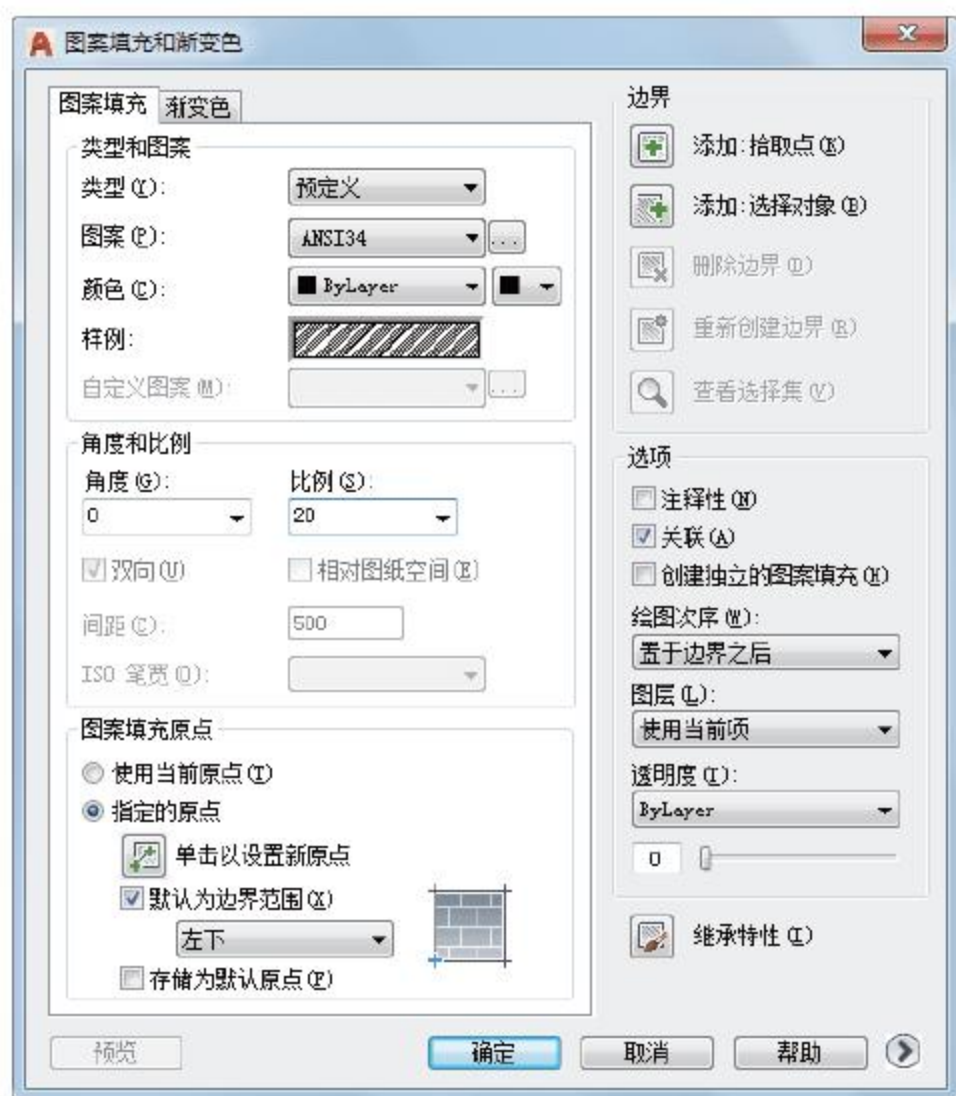 图案填充和渐变色
图案填充 渐变色
类型和图案
类型(Y):
预定义
图案(P):
ANSI34
...
颜色(C):
ByLayer
样例:
自定义图案(M):
...
角度和比例
角度(G):
比例(S):
0
20
双向(U)
相对图纸空间(E)
间距(C):
500
ISO 笔宽(O):
图案填充原点
使用当前原点(T)
指定的原点
单击以设置新原点
默认为边界范围(X)
左下
存储为默认原点(F)
边界
添加:拾取点(K)
添加:选择对象(B)
删除边界(D)
重新创建边界(R)
查看选择集(V)
选项
注释性(N)
关联(A)
创建独立的图案填充(H)
绘图次序(W):
置于边界之后
图层(L):
使用当前项
透明度(T):
ByLayer
0
继承特性(I)
预览
确定
取消
帮助